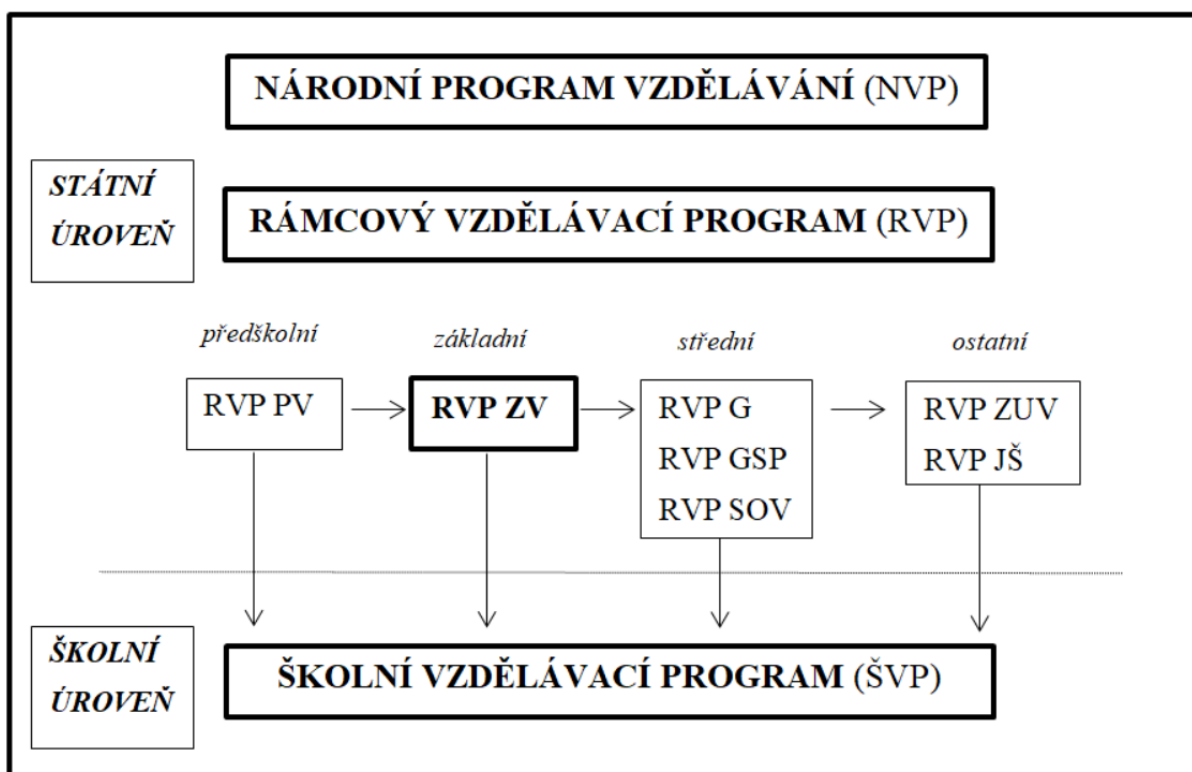 NÁRODNÍ PROGRAM VZDĚLÁVÁNÍ (NVP)
STÁTNÍ
ÚROVEŇ
RÁMCOVÝ VZDĚLÁVACÍ PROGRAM (RVP)
předškolní
základní
střední
ostatní
RVP PV
RVP ZV
RVP G
RVP GSP
RVP SOV
RVP ZUV
RVP JŠ
ŠKOLNÍ
ÚROVEŇ
ŠKOLNÍ VZDĚLÁVACÍ PROGRAM (ŠVP)